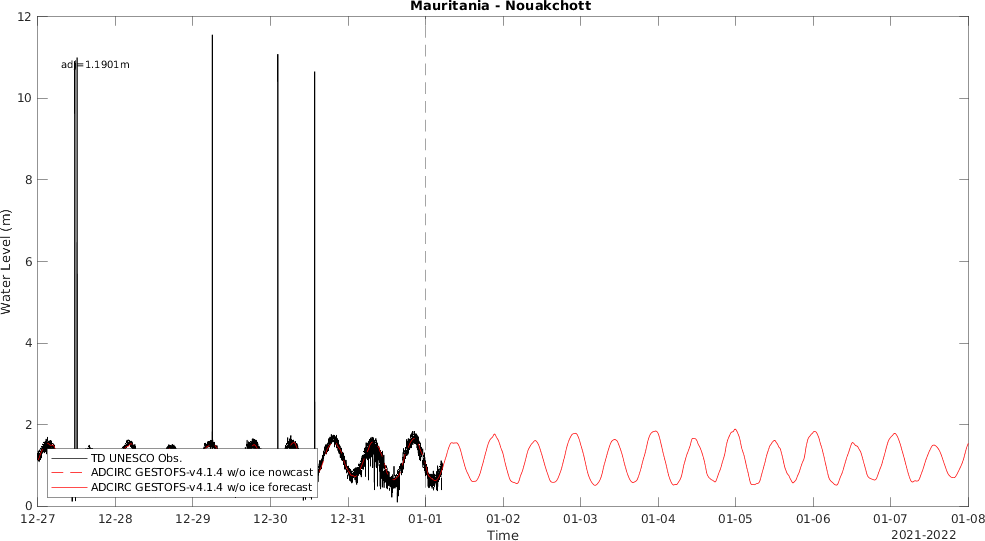 Mauritania - Nouakchott
12
10
8
6
4
2
0
Water Level (m)
adj=1.1901m
TD UNESCO Obs.
ADCIRC GESTOFS-v4.1.4 w/o ice nowcast
ADCIRC GESTOFS-v4.1.4 w/o ice forecast
12-27 12-28 12-29 12-30 12-31 01-01 01-02 01-03 01-04 01-05 01-06 01-07 01-08
Time
2021-2022